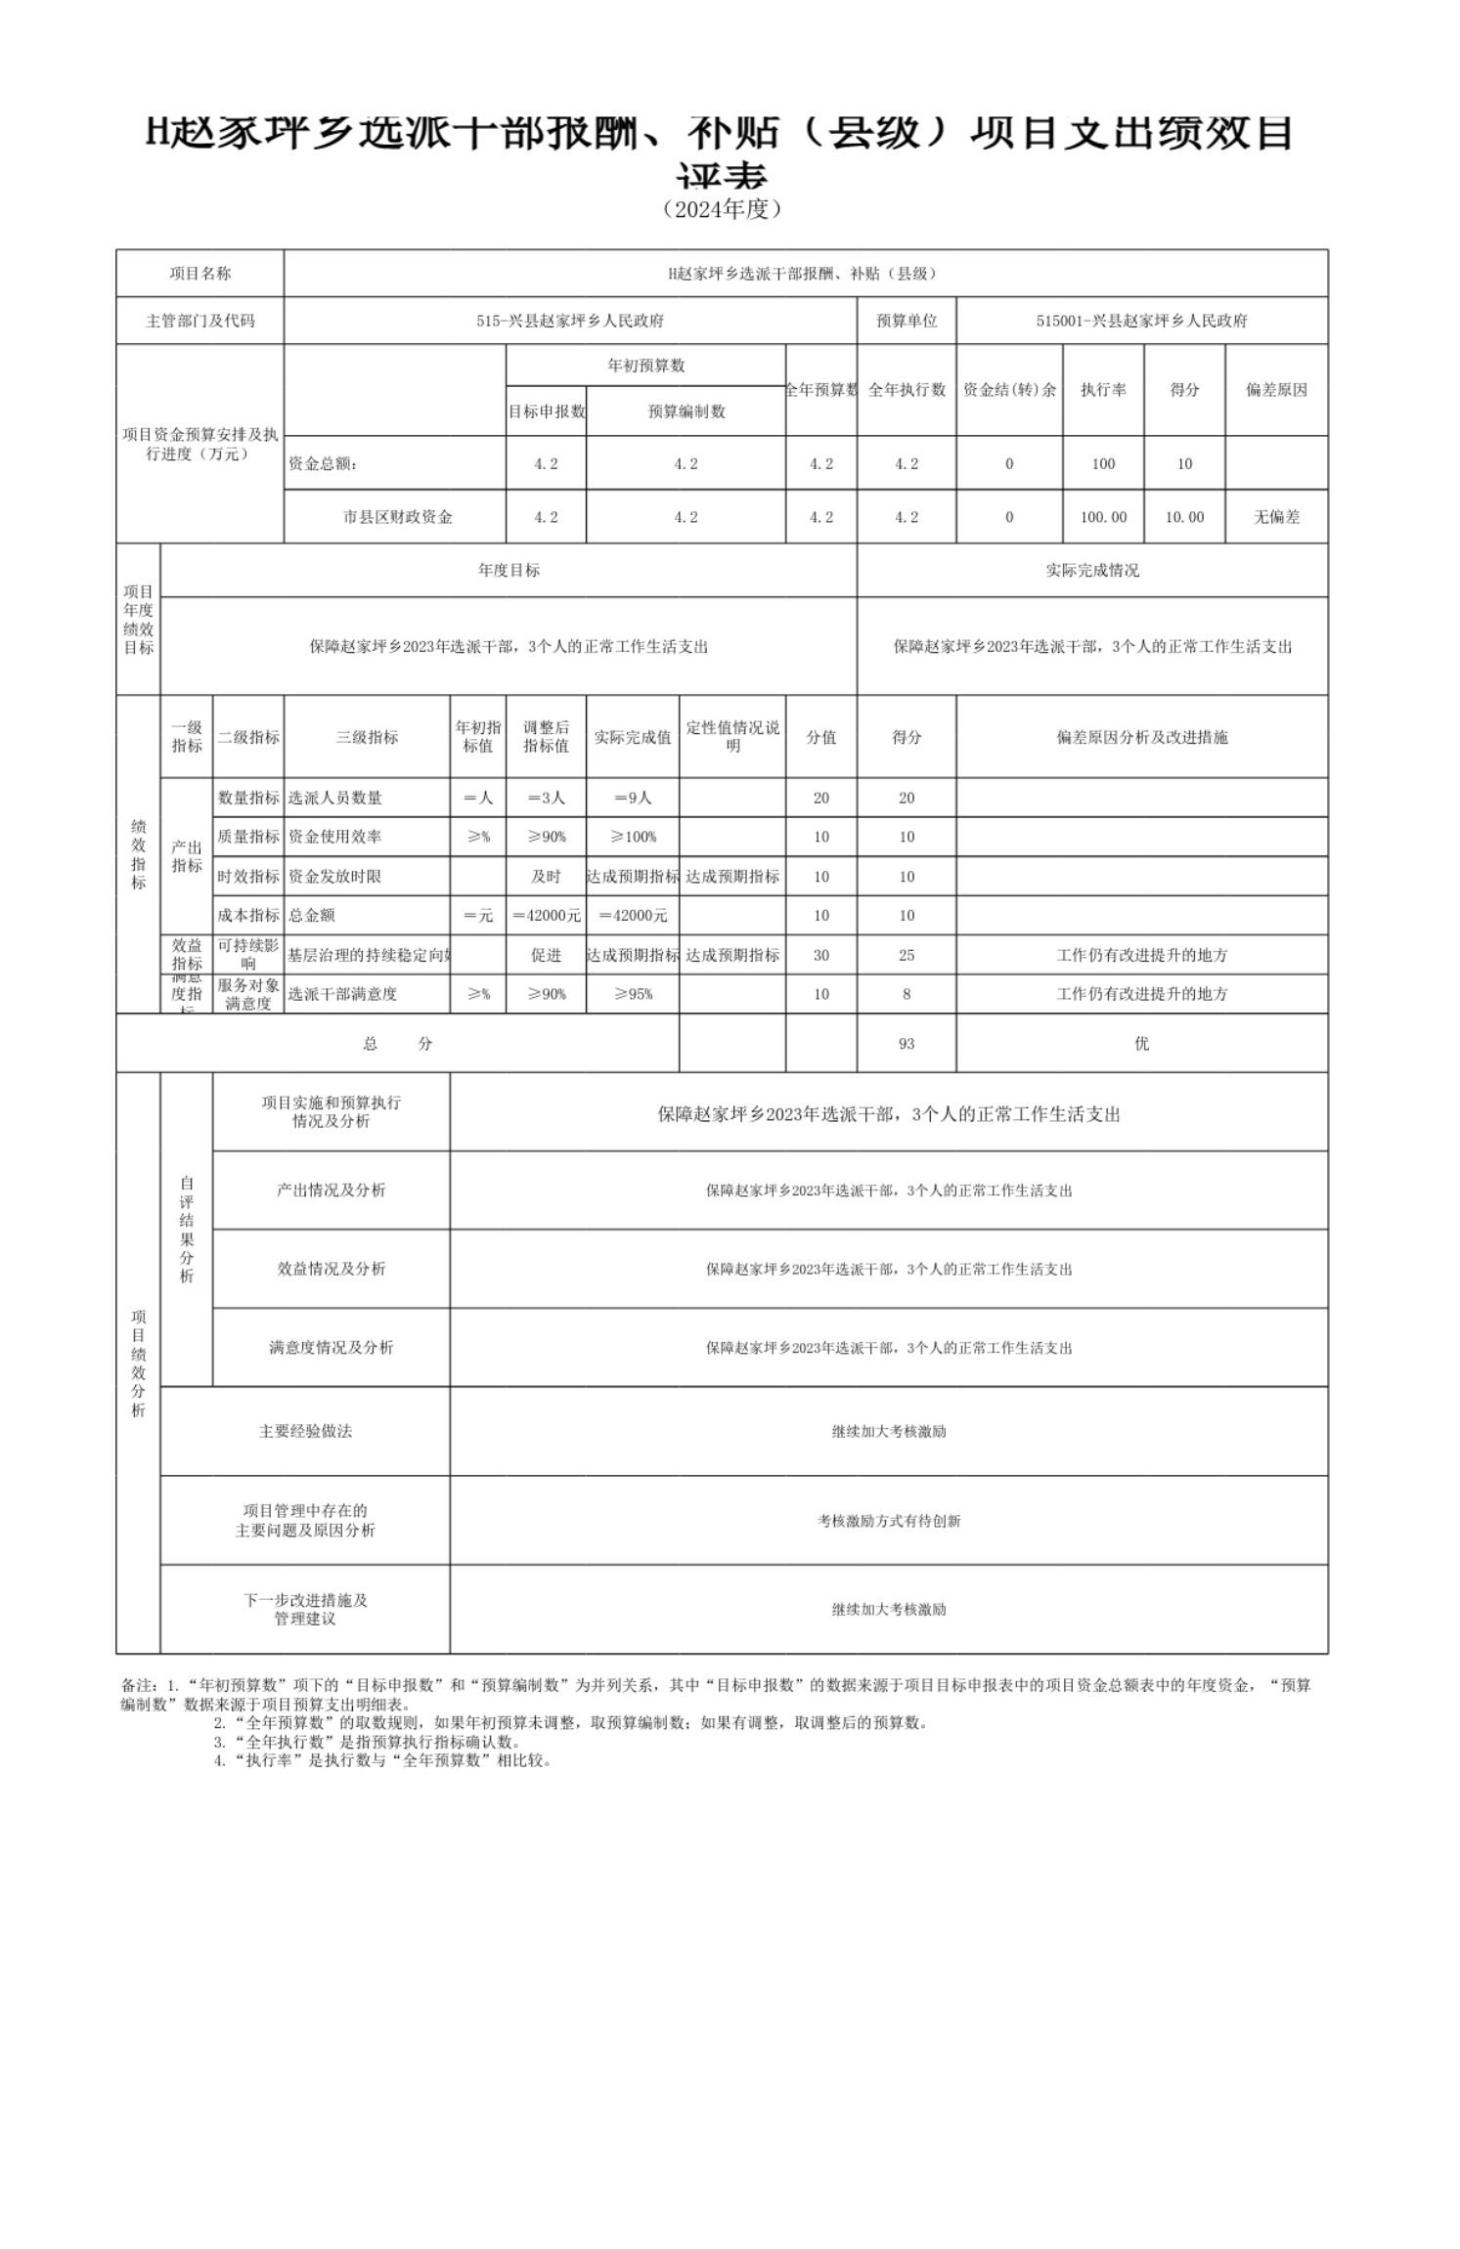 H赵家坪乡选派干部报酬、补贴（县级）项目支出绩效目
评表
（2024年度）
项目名称 H赵家坪乡选派干部报酬、补贴（县级）
主管部门及代码 515-兴县赵家坪乡人民政府 预算单位 515001-兴县赵家坪乡人民政府
项目资金预算安排及执
行进度（万元）
年初预算数
全年预算数 全年执行数 资金结(转)余 执行率 得分 偏差原因
目标申报数 预算编制数
资金总额： 4.2 4.2 4.2 4.2 0 100 10
市县区财政资金 4.2 4.2 4.2 4.2 0 100.00 10.00 无偏差
项目
年度
绩效
目标
年度目标 实际完成情况
保障赵家坪乡2023年选派干部，3个人的正常工作生活支出 保障赵家坪乡2023年选派干部，3个人的正常工作生活支出
绩
效
指
标
一级
指标
二级指标 三级指标
年初指
标值
调整后
指标值
实际完成值
定性值情况说
明
分值 得分 偏差原因分析及改进措施
产出
指标
数量指标 选派人员数量 ＝人 ＝3人 ＝9人 20 20
质量指标 资金使用效率 ≥% ≥90% ≥100% 10 10
时效指标 资金发放时限 及时 达成预期指标 达成预期指标 10 10
成本指标 总金额 ＝元 ＝42000元 ＝42000元 10 10
效益
指标
可持续影
响
基层治理的持续稳定向 促进 达成预期指标 达成预期指标 30 25 工作仍有改进提升的地方
满意
度指
标
服务对象
满意度
选派干部满意度 ≥% ≥90% ≥95% 10 8 工作仍有改进提升的地方
总 分 93 优
项
目
绩
效
分
析
自
评
结
果
分
析
项目实施和预算执行
情况及分析
保障赵家坪乡2023年选派干部，3个人的正常工作生活支出
产出情况及分析 保障赵家坪乡2023年选派干部，3个人的正常工作生活支出
效益情况及分析 保障赵家坪乡2023年选派干部，3个人的正常工作生活支出
满意度情况及分析 保障赵家坪乡2023年选派干部，3个人的正常工作生活支出
主要经验做法 继续加大考核激励
项目管理中存在的
主要问题及原因分析
考核激励方式有待创新
下一步改进措施及
管理建议
继续加大考核激励
备注：1.“年初预算数”项下的“目标申报数”和“预算编制数”为并列关系，其中“目标申报数”的数据来源于项目目标申报表中的项目资金总额表中的年度资金，“预算
编制数”数据来源于项目预算支出明细表。
2.“全年预算数”的取数规则，如果年初预算未调整，取预算编制数；如果有调整，取调整后的预算数。
3.“全年执行数”是指预算执行指标确认数。
4.“执行率”是执行数与“全年预算数”相比较。